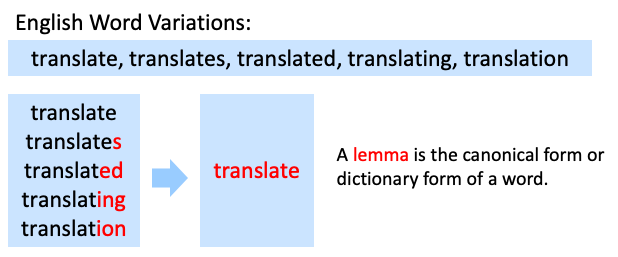 English Word Variations:
translate, translates, translated, translating, translation
translate
translates
translated
translating
translation
translate
A lemma is the canonical form or
dictionary form of a word.